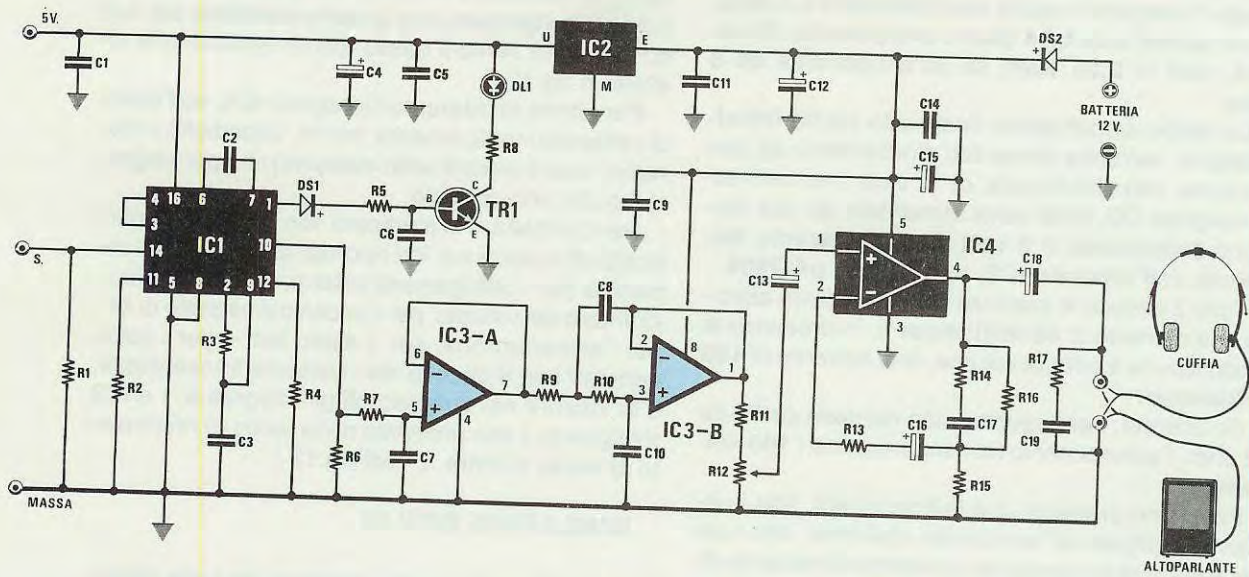 5V.
C1
C4
C5
DL1
R8
U
IC2
E
M
C11
C12
DS2
BATTERIA
12 V.
C14
C15
C9
C2
4
16
6
7
1
3
IC1
14
10
11
5
8
2
9
12
DS1
R5
C6
B
C
E
TR1
S.
R1
R2
R3
C3
R4
R6
R7
C7
IC3-A
6
5
7
4
R9
R10
C8
C10
IC3-B
2
3
8
1
R11
R12
C13
1
2
5
IC4
4
3
R13
C16
R14
C17
R15
R16
C18
R17
C19
CUFFIA
ALTOPARLANTE
MASSA